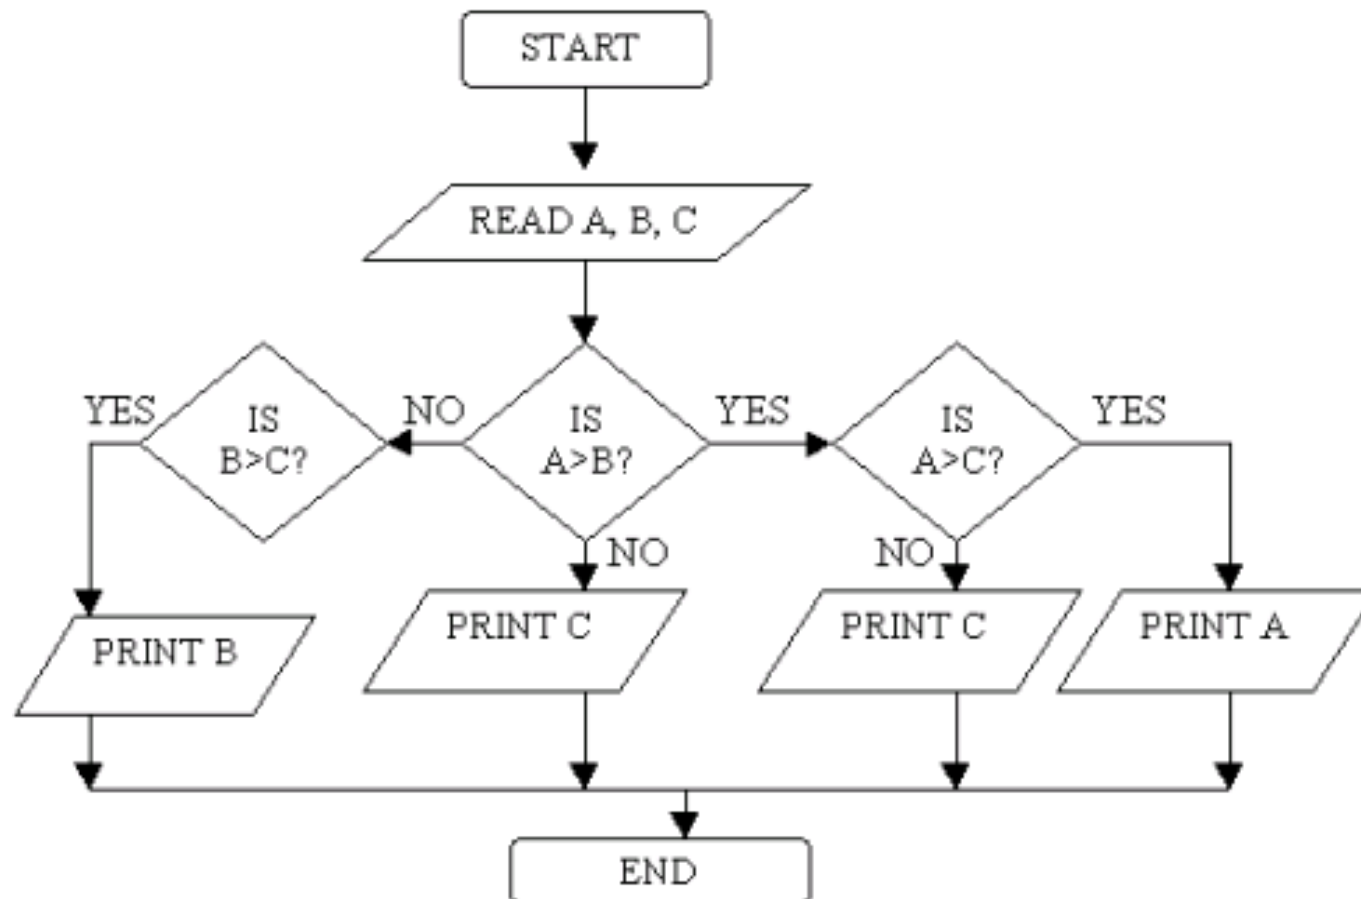 START
READ A, B, C
YES
IS
B>C?
NO
IS
A>B?
YES
IS
A>C?
YES
NO
NO
PRINT B
PRINT C
PRINT C
PRINT A
END